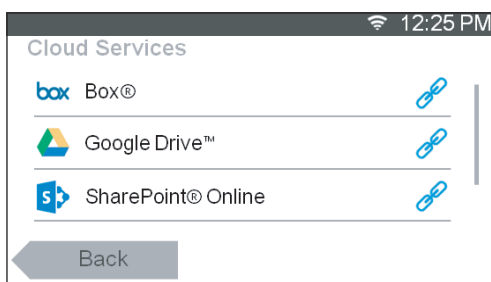 12:25 PM
Cloud Services
box Box®
Google Drive™
S SharePoint® Online
Back